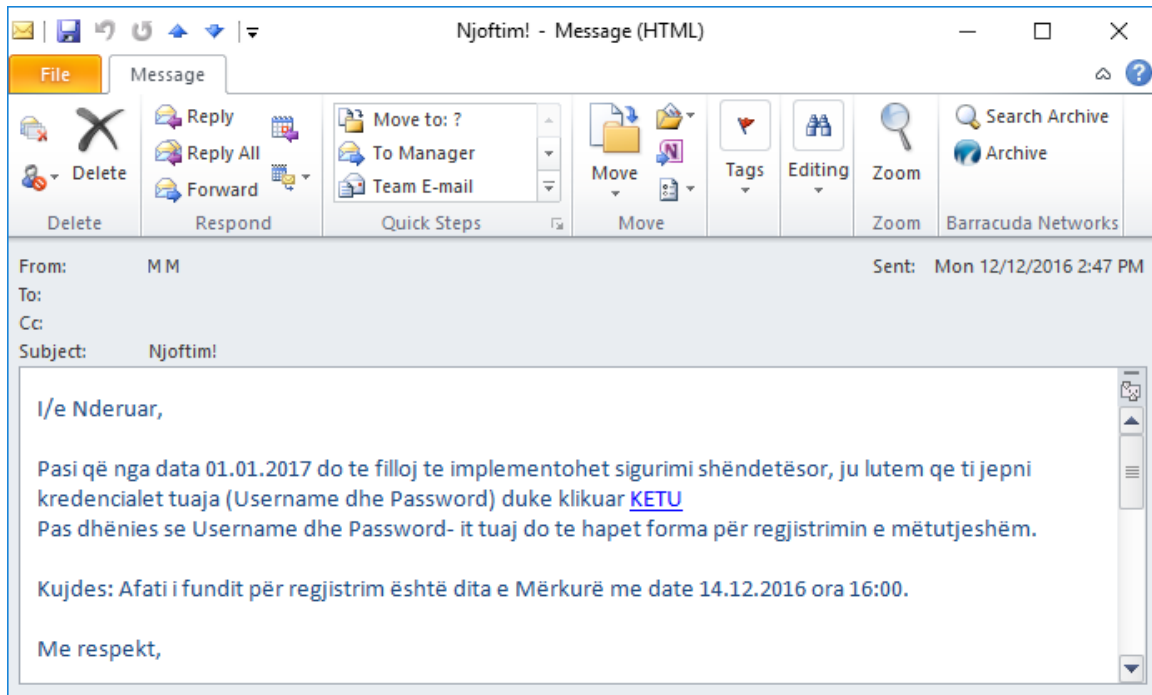 Njoftim! - Message (HTML)
File Message
Delete
Reply
Reply All
Forward
Move to: ?
To Manager
Team E-mail
Move
Tags
Editing
Zoom
Search Archive
Archive
Delete Respond Quick Steps Move Zoom Barracuda Networks
From: M M Sent: Mon 12/12/2016 2:47 PM
To:
Cc:
Subject: Njoftim!
I/e Nderuar,
Pasi që nga data 01.01.2017 do te filloj te implementohet sigurimi shëndetësor, ju lutem qe ti jepni
kredencialet tuaja (Username dhe Password) duke klikuar KETU
Pas dhënies se Username dhe Password- it tuaj do te hapet forma për regjistrimin e mëtutjeshëm.
Kujdes: Afati i fundit për regjistrim është dita e Mërkurë me date 14.12.2016 ora 16:00.
Me respekt,